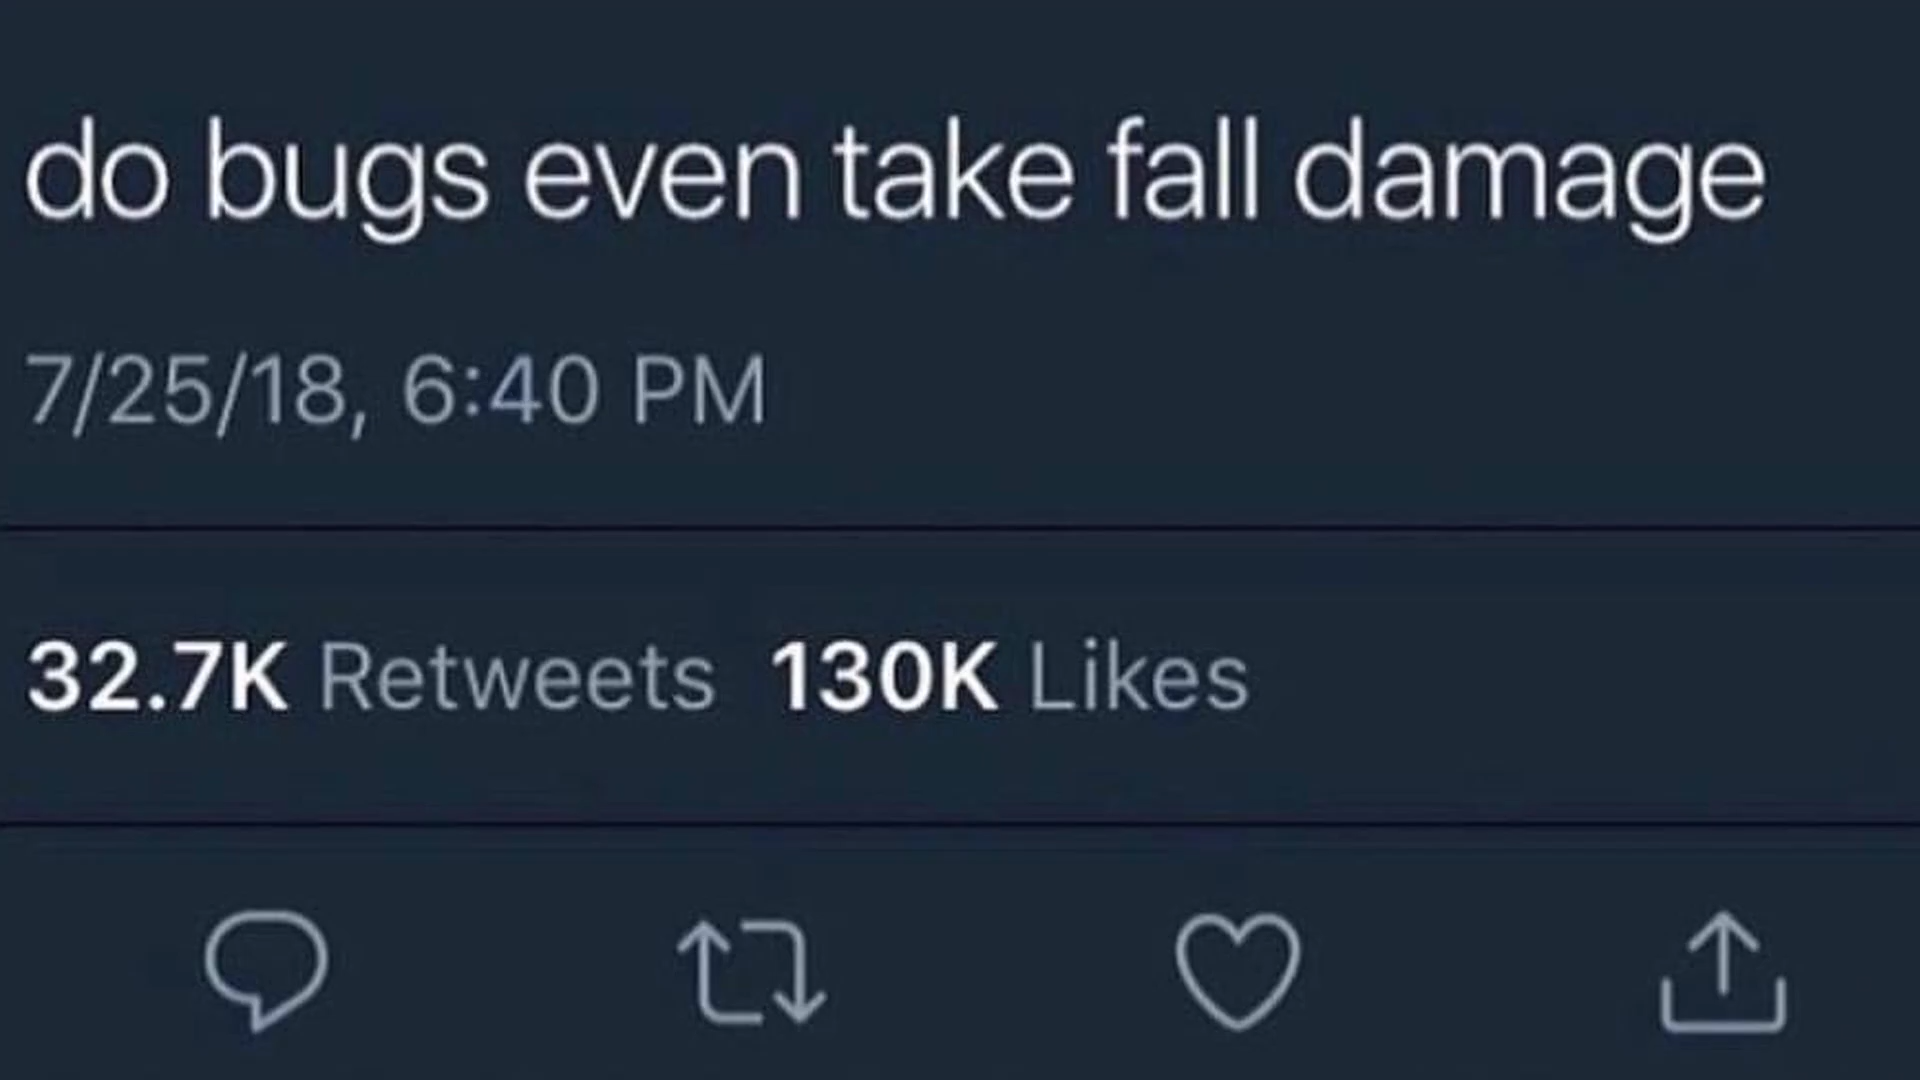 do bugs even take fall damage
7/25/18, 6:40 PM
32.7K Retweets 130K Likes